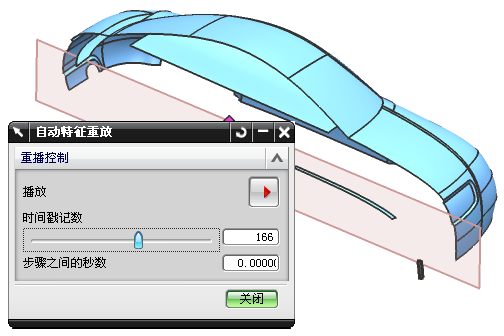 自动特征重放
重播控制
播放
时间戳记数
166
步骤之间的秒数
0.0000
关闭